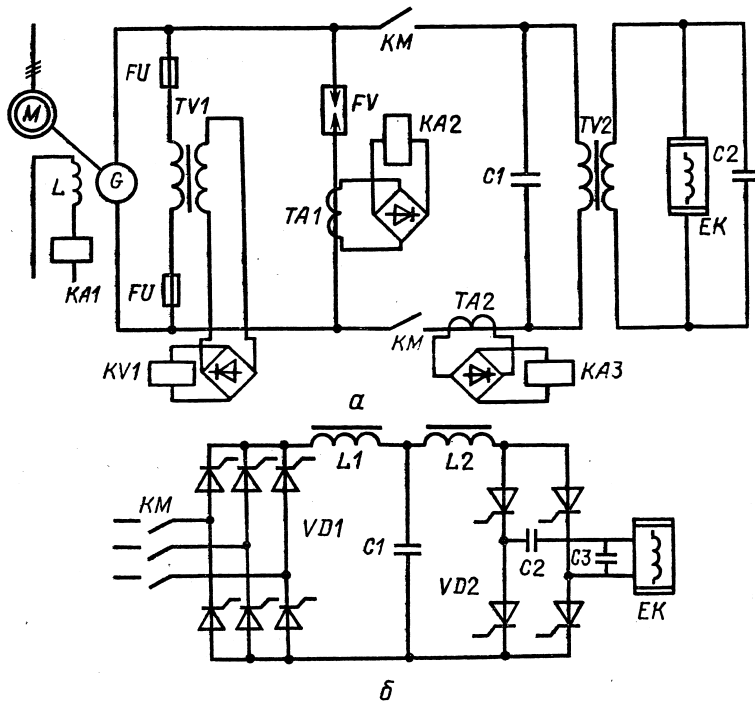 KM
FU
TV1
FV
KA2
M
TV2
C1
C2
L
G
TA1
EK
KA1
FU
TA2
KM
KV1
KA3
а
L1
L2
KM
VD1
C1
C2
C3
VD2
EK
б